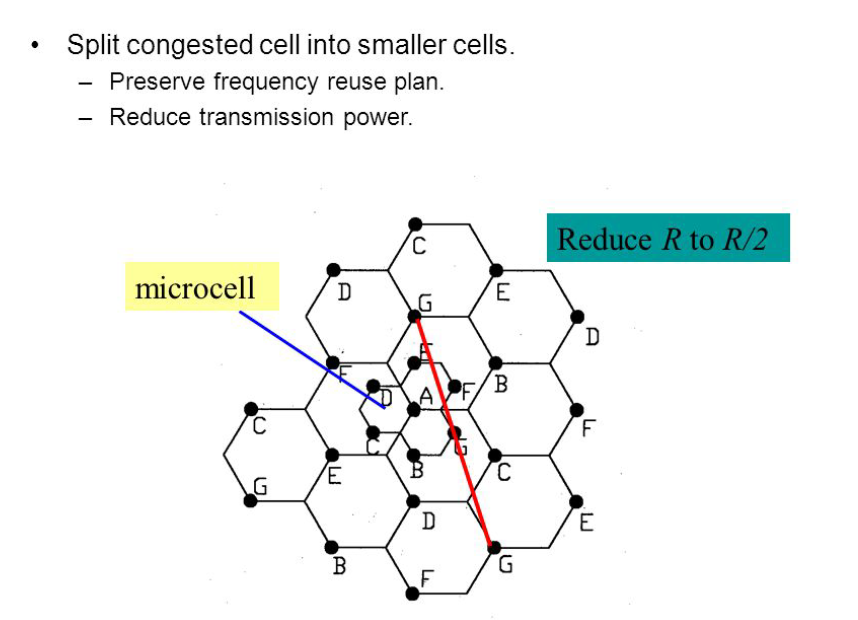 • Split congested cell into smaller cells.
– Preserve frequency reuse plan.
– Reduce transmission power.
Reduce R to R/2
microcell
C
D
E
G
D
E
F
D
A
F
B
C
F
C
G
B
E
C
G
D
E
B
F
G